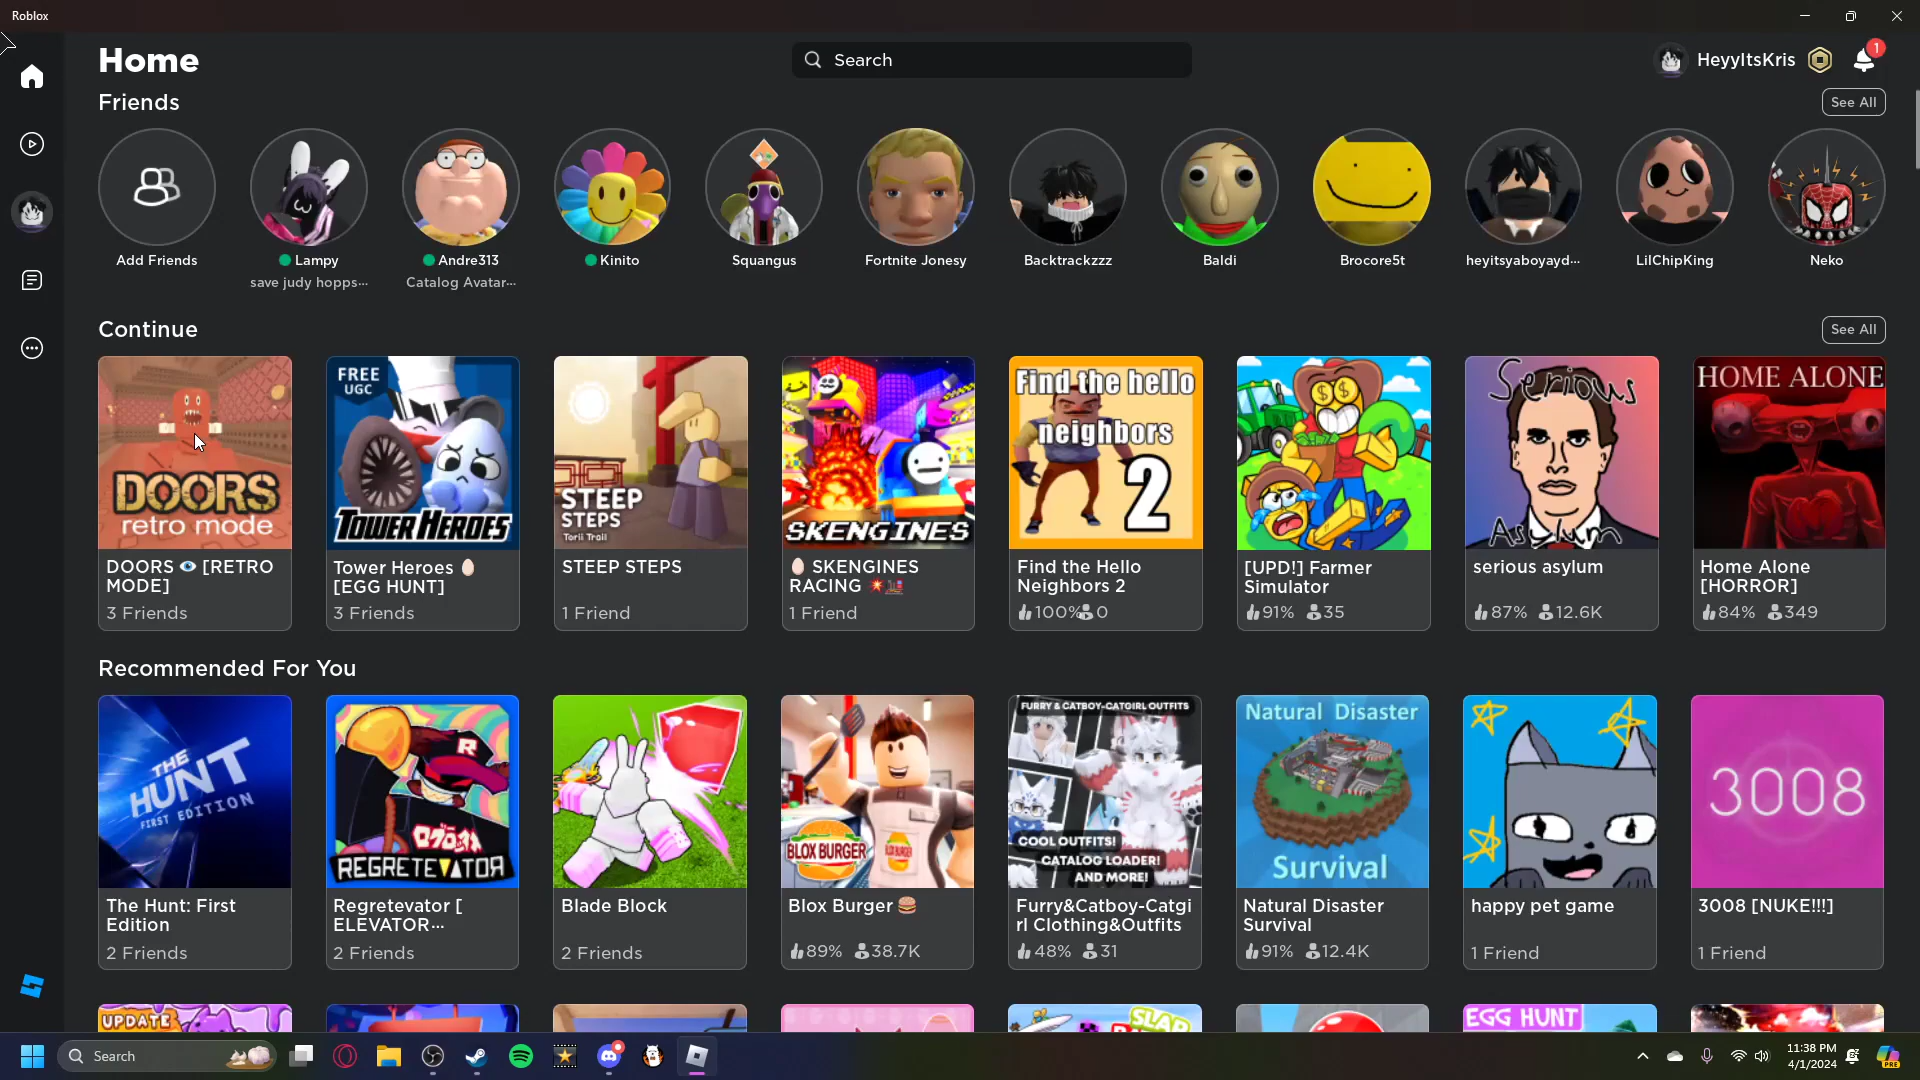 Roblox
Home
Search
HeyyItsKris
1
Friends
See All
Add Friends
Lampy
save judy hopps...
Andre313
Catalog Avatar...
Kinito
Squangus
Fortnite Jonesy
Backtrackzzz
Baldi
Brocore5t
heyitsyaboyayd...
LilChipKing
Neko
Continue
See All
DOORS
retro mode
FREE
UGC
TOWER HEROES
STEEP
STEPS
Torii Trail
SKENGINES
Find the hello
neighbors
2
Serious
Asylum
HOME ALONE
DOORS 👁 [RETRO
MODE]
3 Friends
Tower Heroes 🥚
[EGG HUNT]
3 Friends
STEEP STEPS
1 Friend
🥚 SKENGINES
RACING 💥🚂
1 Friend
Find the Hello
Neighbors 2
100% 0
[UPD!] Farmer
Simulator
91% 35
serious asylum
87% 12.6K
Home Alone
[HORROR]
84% 349
Recommended For You
THE
HUNT
FIRST EDITION
R
ログロ水
REGRETEVATOR
BLOX BURGER
FURRY & CATBOY-CATGIRL OUTFITS
COOL OUTFITS!
CATALOG LOADER!
AND MORE!
Natural Disaster
Survival
3008
The Hunt: First
Edition
2 Friends
Regretevator [
ELEVATOR...
2 Friends
Blade Block
2 Friends
Blox Burger 🍔
89% 38.7K
Furry&Catboy-Catgi
rl Clothing&Outfits
48% 31
Natural Disaster
Survival
91% 12.4K
happy pet game
1 Friend
3008 [NUKE!!!]
1 Friend
UPDATE
SLAP
EGG HUNT
Search
11:38 PM
4/1/2024
PRE